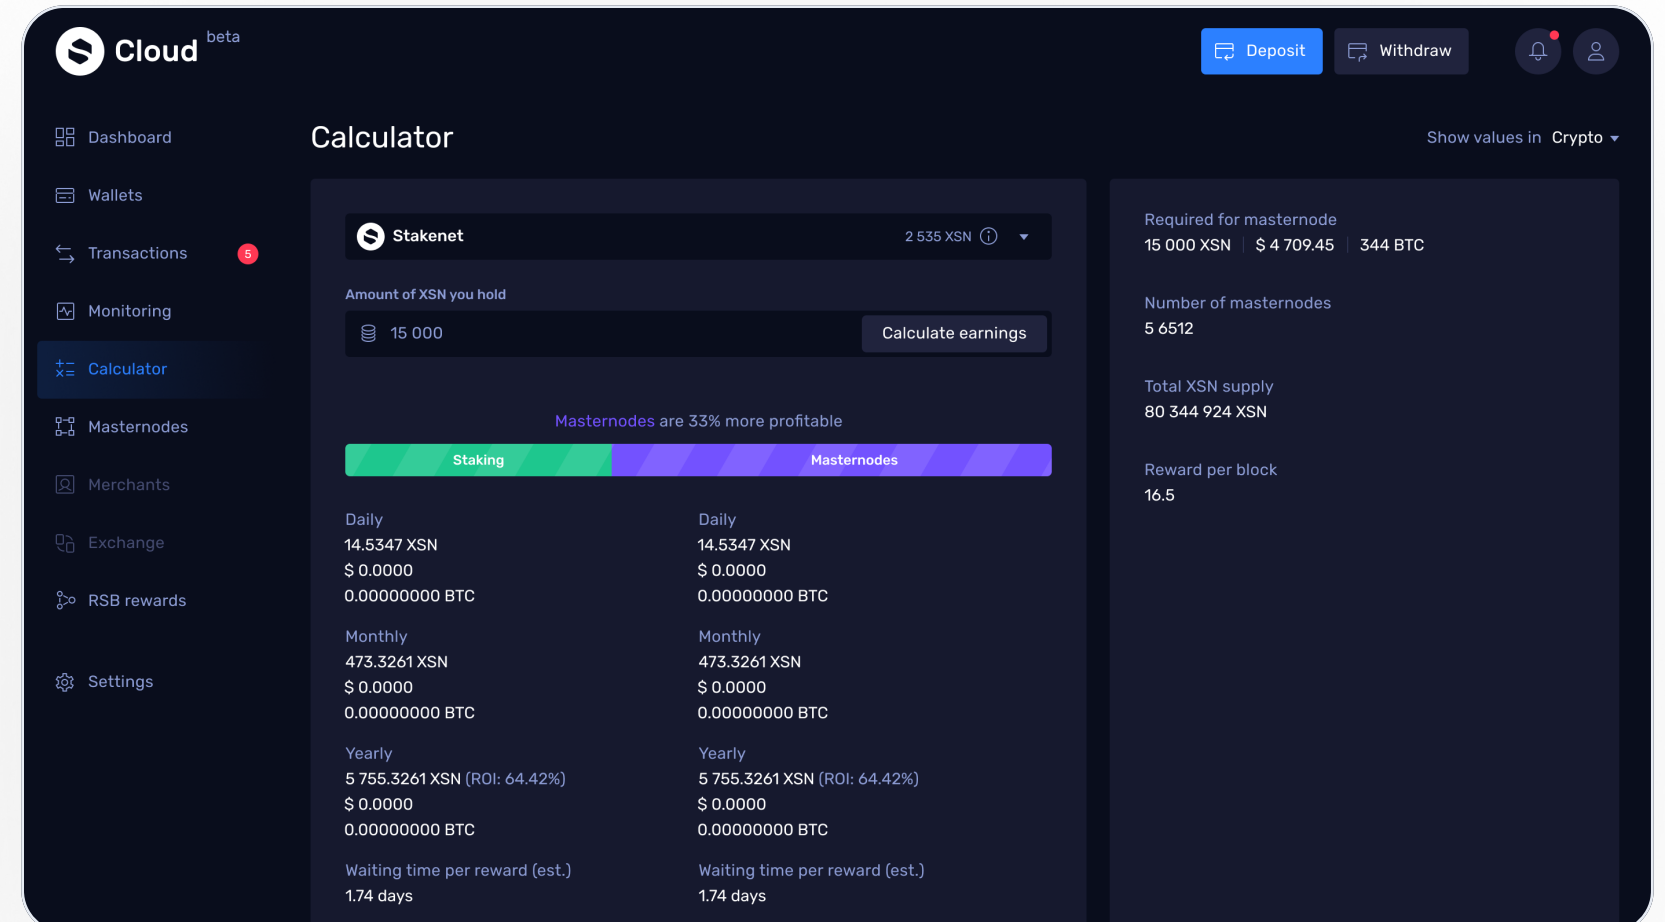 Cloud beta
Deposit
Withdraw
Dashboard
Wallets
Transactions 5
Monitoring
Calculator
Masternodes
Merchants
Exchange
RSB rewards
Settings
Calculator
Show values in Crypto
Stakenet 2 535 XSN
Amount of XSN you hold
15 000 Calculate earnings
Masternodes are 33% more profitable
Staking Masternodes
Daily
14.5347 XSN
$ 0.0000
0.00000000 BTC
Monthly
473.3261 XSN
$ 0.0000
0.00000000 BTC
Yearly
5 755.3261 XSN (ROI: 64.42%)
$ 0.0000
0.00000000 BTC
Waiting time per reward (est.)
1.74 days
Daily
14.5347 XSN
$ 0.0000
0.00000000 BTC
Monthly
473.3261 XSN
$ 0.0000
0.00000000 BTC
Yearly
5 755.3261 XSN (ROI: 64.42%)
$ 0.0000
0.00000000 BTC
Waiting time per reward (est.)
1.74 days
Required for masternode
15 000 XSN $ 4 709.45 344 BTC
Number of masternodes
5 6512
Total XSN supply
80 344 924 XSN
Reward per block
16.5